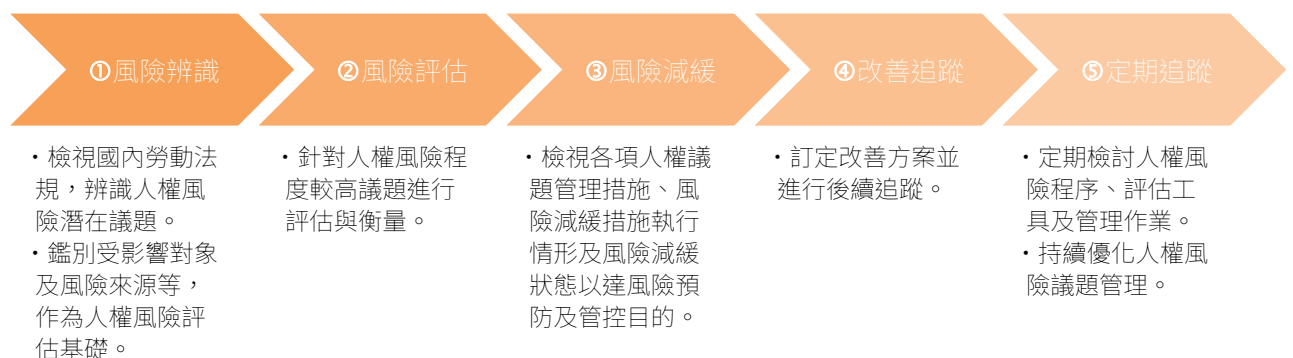 ①風險辨識
・檢視國內勞動法
規，辨識人權風
險潛在議題。
・鑑別受影響對象
及風險來源等，
作為人權風險評
估基礎。
②風險評估
・針對人權風險程
度較高議題進行
評估與衡量。
③風險減緩
・檢視各項人權議
題管理措施、風
險減緩措施執行
情形及風險減緩
狀態以達風險預
防及管控目的。
④改善追蹤
・訂定改善方案並
進行後續追蹤。
⑤定期追蹤
・定期檢討人權風
險程序、評估工
具及管理作業。
・持續優化人權風
險議題管理。